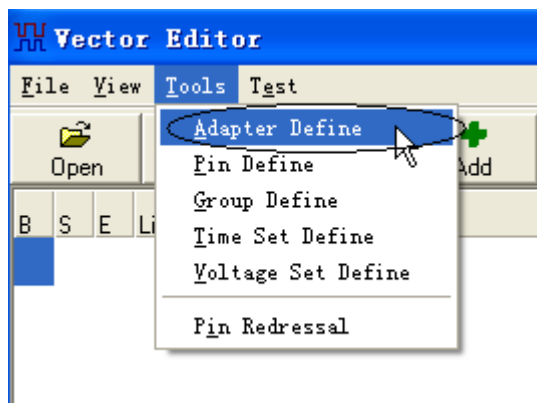 Vector Editor
File View Tools Test
Adapter Define
Open
Pin Define
Add
Group Define
B S E Li
Time Set Define
Voltage Set Define
Pin Redressal